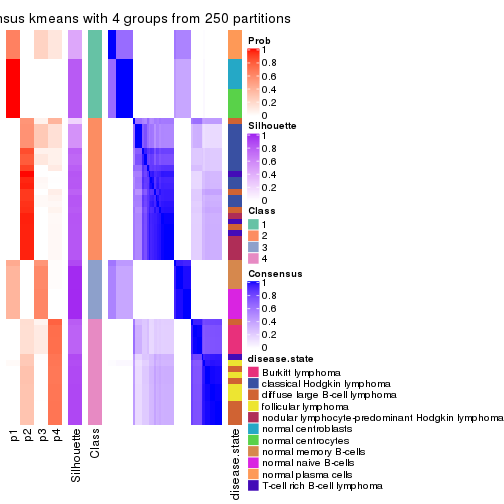 nsus kmeans with 4 groups from 250 partitions
Prob
1
0.8
0.6
0.4
0.2
0
Silhouette
1
0.8
0.6
0.4
0.2
0
Class
1
2
3
4
Consensus
1
0.8
0.6
0.4
0.2
0
disease.state
Burkitt lymphoma
classical Hodgkin lymphoma
diffuse large B-cell lymphoma
follicular lymphoma
nodular lymphocyte-predominant Hodgkin lymphoma
normal centroblasts
normal centrocytes
normal memory B-cells
normal naive B-cells
normal plasma cells
T-cell rich B-cell lymphoma
p1
p2
p3
p4
Silhouette
Class
disease.state